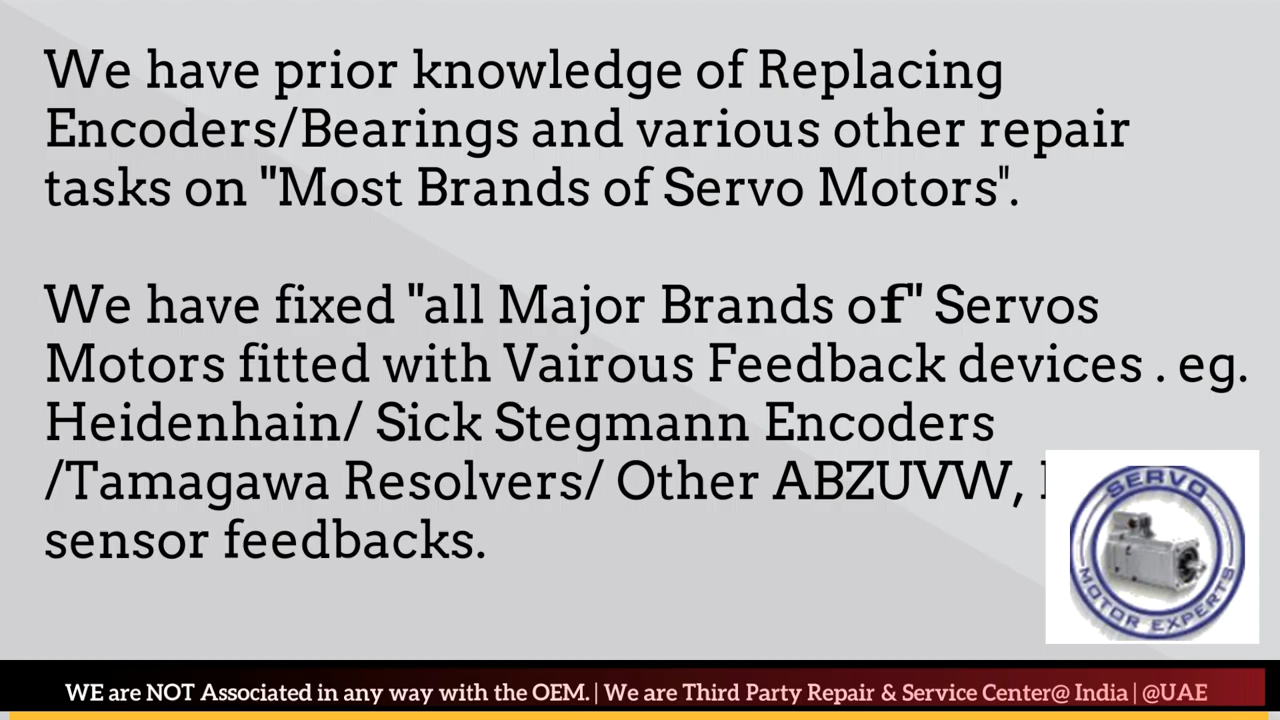 We have prior knowledge of Replacing
Encoders/Bearings and various other repair
tasks on "Most Brands of Servo Motors".
We have fixed "all Major Brands of" Servos
Motors fitted with Vairous Feedback devices . eg.
Heidenhain/ Sick Stegmann Encoders
/Tamagawa Resolvers/ Other ABZUVW,
sensor feedbacks.
SERVO
MOTOR EXPERTS
WE are NOT Associated in any way with the OEM. | We are Third Party Repair & Service Center@ India | @UAE